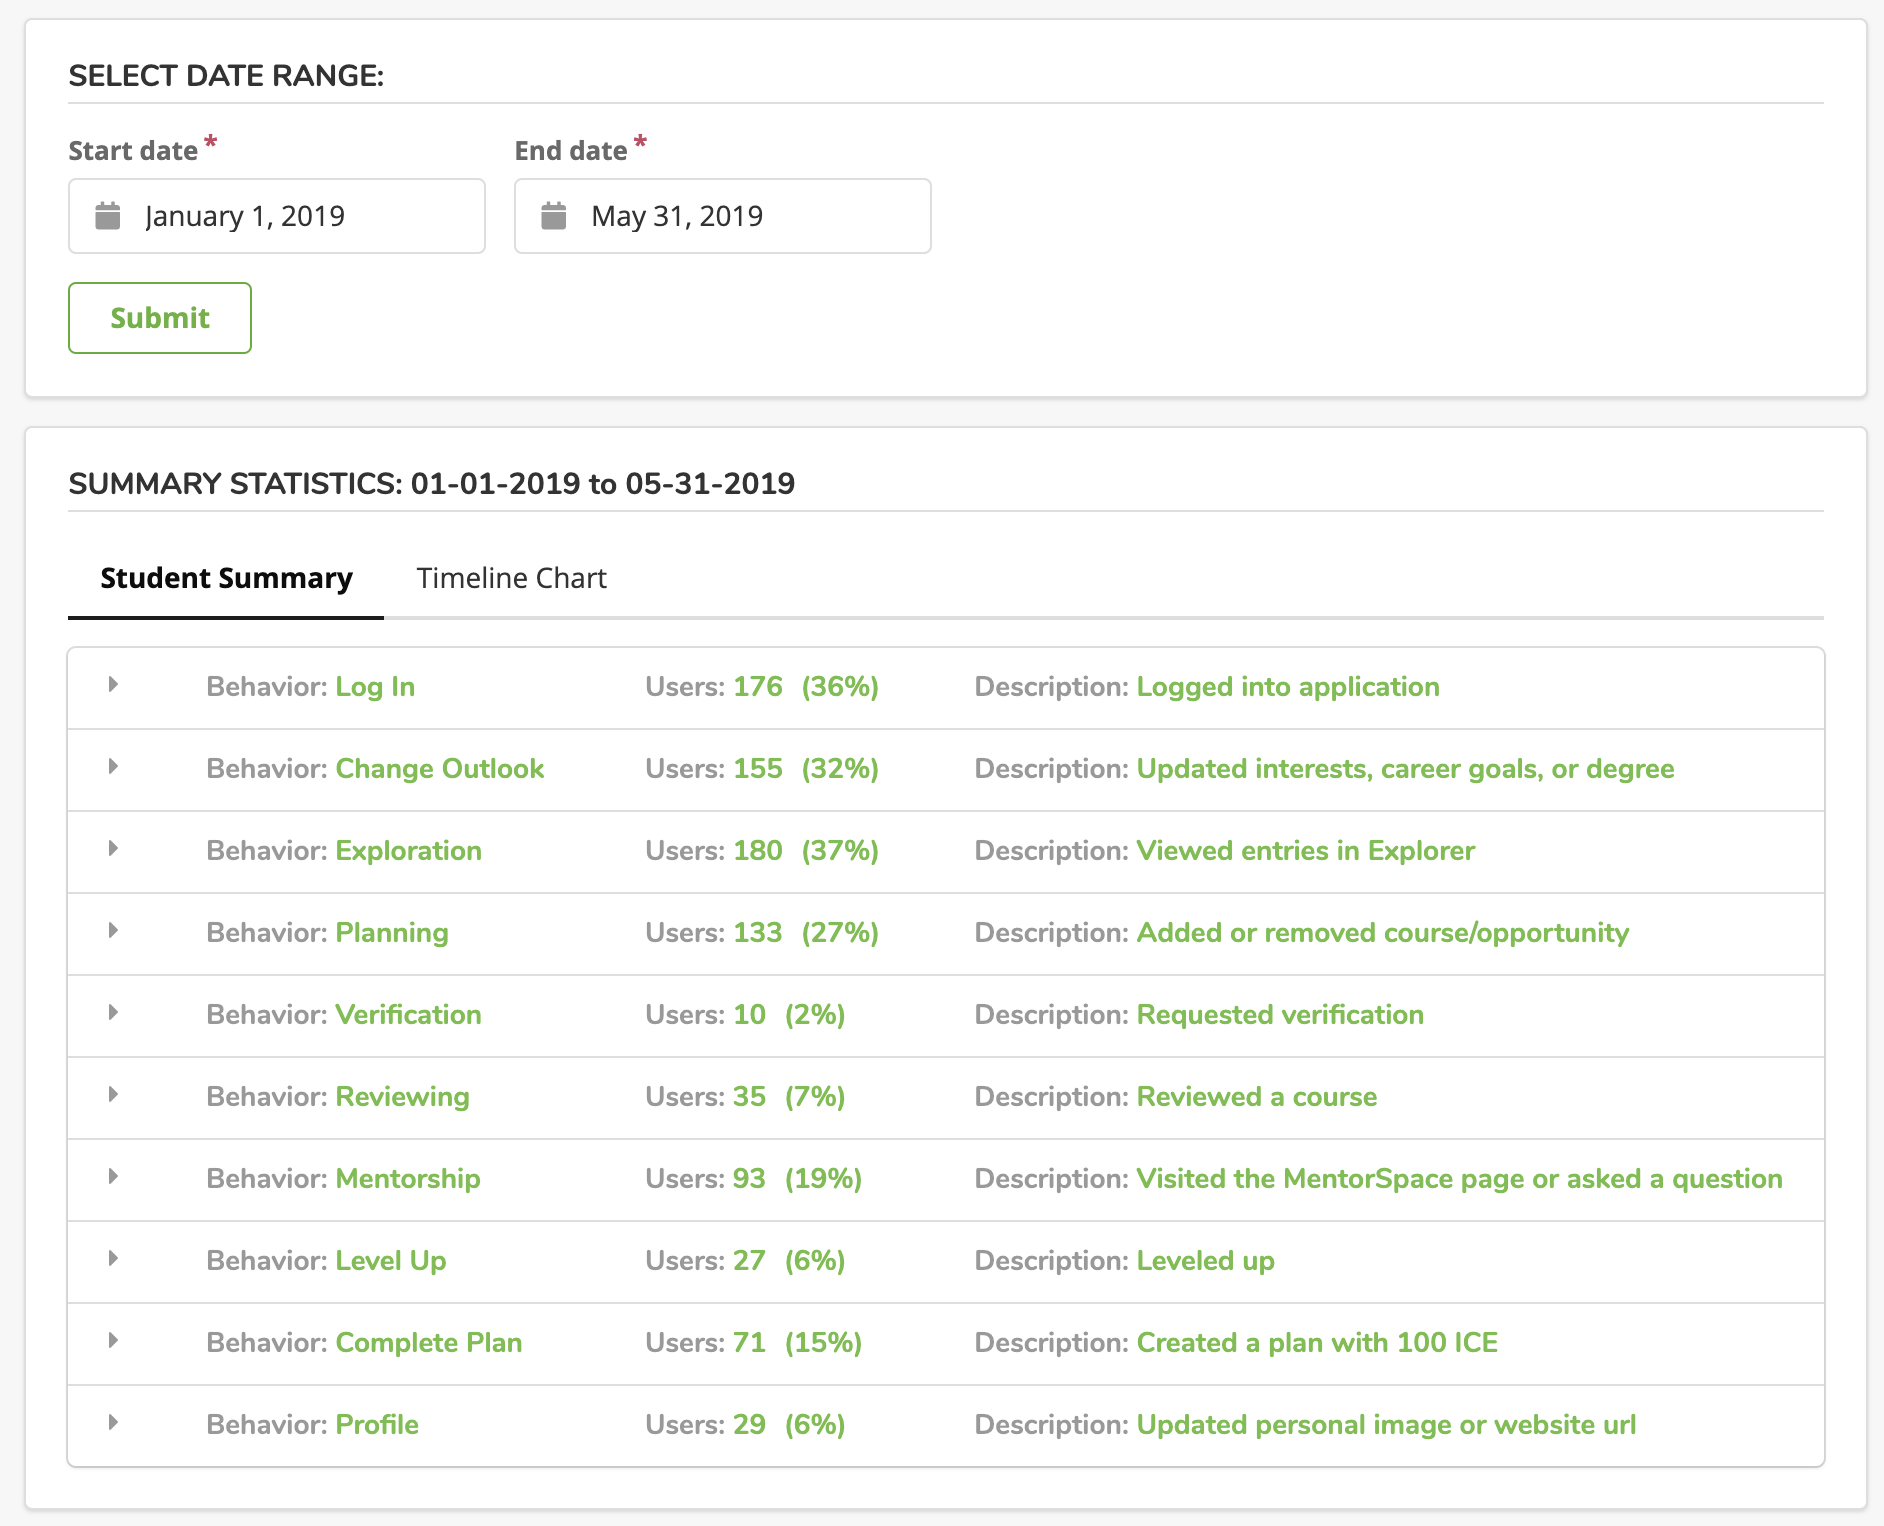 SELECT DATE RANGE:
Start date * End date *
January 1, 2019 May 31, 2019
Submit
SUMMARY STATISTICS: 01-01-2019 to 05-31-2019
Student Summary Timeline Chart
Behavior: Log In Users: 176 (36%) Description: Logged into application
Behavior: Change Outlook Users: 155 (32%) Description: Updated interests, career goals, or degree
Behavior: Exploration Users: 180 (37%) Description: Viewed entries in Explorer
Behavior: Planning Users: 133 (27%) Description: Added or removed course/opportunity
Behavior: Verification Users: 10 (2%) Description: Requested verification
Behavior: Reviewing Users: 35 (7%) Description: Reviewed a course
Behavior: Mentorship Users: 93 (19%) Description: Visited the MentorSpace page or asked a question
Behavior: Level Up Users: 27 (6%) Description: Leveled up
Behavior: Complete Plan Users: 71 (15%) Description: Created a plan with 100 ICE
Behavior: Profile Users: 29 (6%) Description: Updated personal image or website url